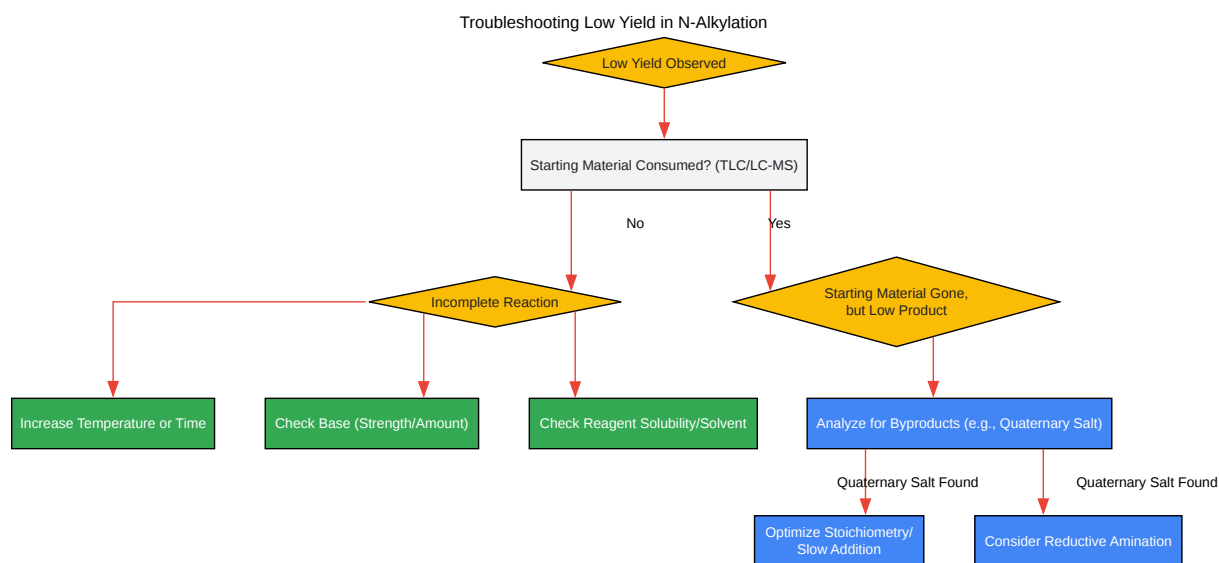 Troubleshooting Low Yield in N-Alkylation
Low Yield Observed
Starting Material Consumed? (TLC/LC-MS)
No
Yes
Incomplete Reaction
Starting Material Gone,
but Low Product
Increase Temperature or Time
Check Base (Strength/Amount)
Check Reagent Solubility/Solvent
Analyze for Byproducts (e.g., Quaternary Salt)
Quaternary Salt Found
Quaternary Salt Found
Optimize Stoichiometry/
Slow Addition
Consider Reductive Amination